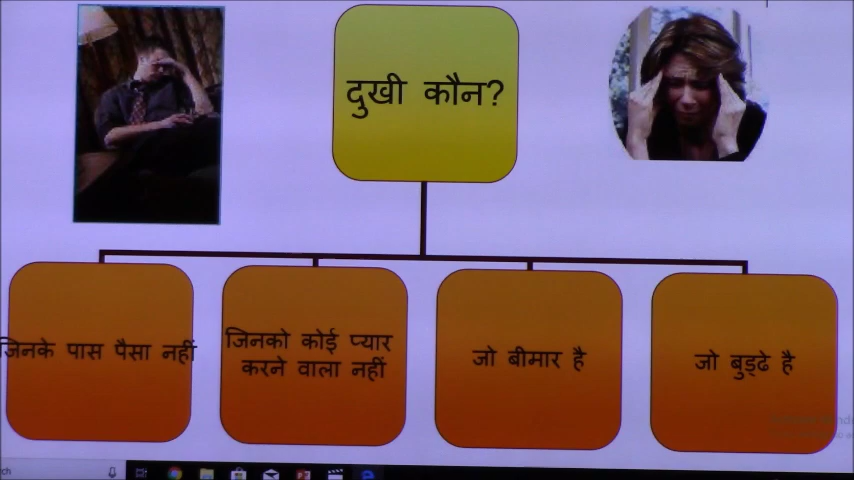 दुखी कौन?
जिनके पास पैसा नहीं
जिनको कोई प्यार
करने वाला नहीं
जो बीमार है
जो बुड्ढे है